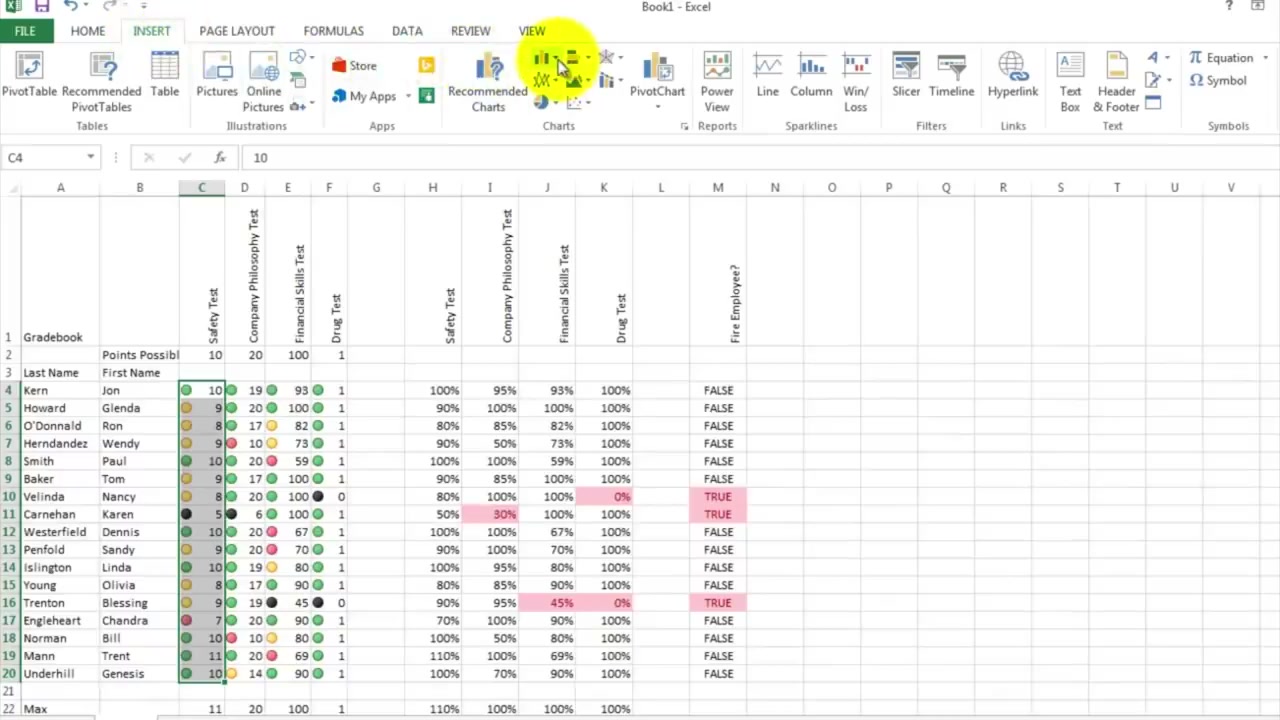 Book1 - Excel
?
FILE HOME INSERT PAGE LAYOUT FORMULAS DATA REVIEW VIEW
PivotTable Recommended PivotTables Table Pictures Online Pictures Store My Apps Recommended Charts PivotChart Power View Line Column Win/Loss Slicer Timeline Hyperlink Text Box Header & Footer Equation Symbol
Tables Illustrations Apps Charts Reports Sparklines Filters Links Text Symbols
C4 fx 10
A B C D E F G H I J K L M N O P Q R S T U V
1 Gradebook Safety Test Company Philosophy Test Financial Skills Test Drug Test Safety Test Company Philosophy Test Financial Skills Test Drug Test Fire Employee?
2 Points Possibl 10 20 100 1
3 Last Name First Name
4 Kern Jon 10 19 93 1 100% 95% 93% 100% FALSE
5 Howard Glenda 9 20 100 1 90% 100% 100% 100% FALSE
6 O'Donnald Ron 8 17 82 1 80% 85% 82% 100% FALSE
7 Herndandez Wendy 9 10 73 1 90% 50% 73% 100% FALSE
8 Smith Paul 10 20 59 1 100% 100% 59% 100% FALSE
9 Baker Tom 9 17 100 1 90% 85% 100% 100% FALSE
10 Velinda Nancy 8 20 100 0 80% 100% 100% 0% TRUE
11 Carnehan Karen 5 6 100 1 50% 30% 100% 100% TRUE
12 Westerfield Dennis 10 20 67 1 100% 100% 67% 100% FALSE
13 Penfold Sandy 9 20 70 1 90% 100% 70% 100% FALSE
14 Islington Linda 10 19 80 1 100% 95% 80% 100% FALSE
15 Young Olivia 8 17 90 1 80% 85% 90% 100% FALSE
16 Trenton Blessing 9 19 45 0 90% 95% 45% 0% TRUE
17 Engleheart Chandra 7 20 90 1 70% 100% 90% 100% FALSE
18 Norman Bill 10 10 80 1 100% 50% 80% 100% FALSE
19 Mann Trent 11 20 69 1 110% 100% 69% 100% FALSE
20 Underhill Genesis 10 14 90 1 100% 70% 90% 100% FALSE
21
22 Max 11 20 100 1 110% 100% 100% 100%